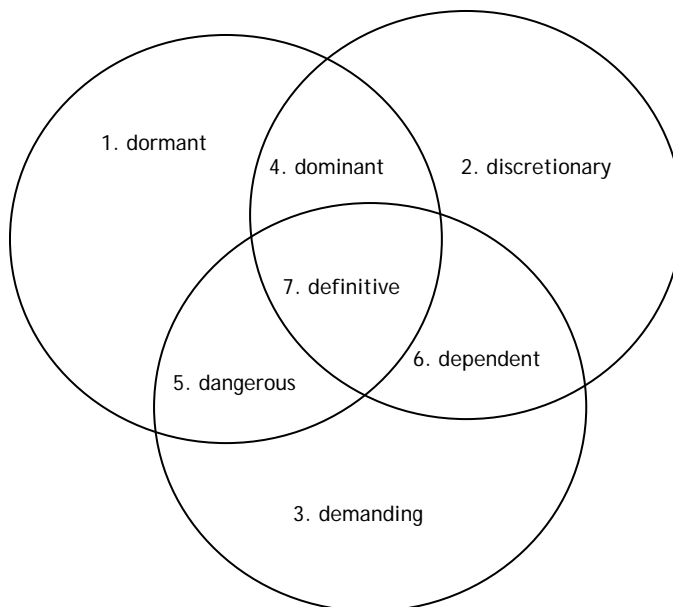 1. dormant
4. dominant
2. discretionary
7. definitive
6. dependent
5. dangerous
3. demanding